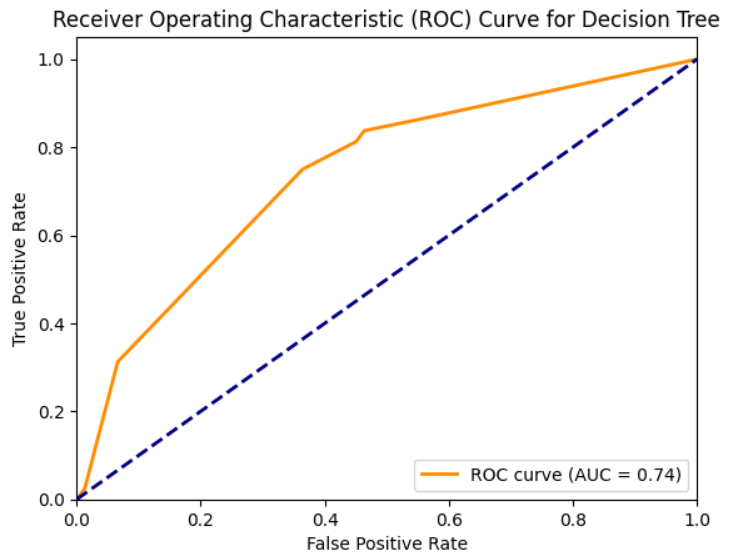 Receiver Operating Characteristic (ROC) Curve for Decision Tree
1.0
0.8
0.6
0.4
0.2
0.0
True Positive Rate
ROC curve (AUC = 0.74)
0.0 0.2 0.4 0.6 0.8 1.0
False Positive Rate